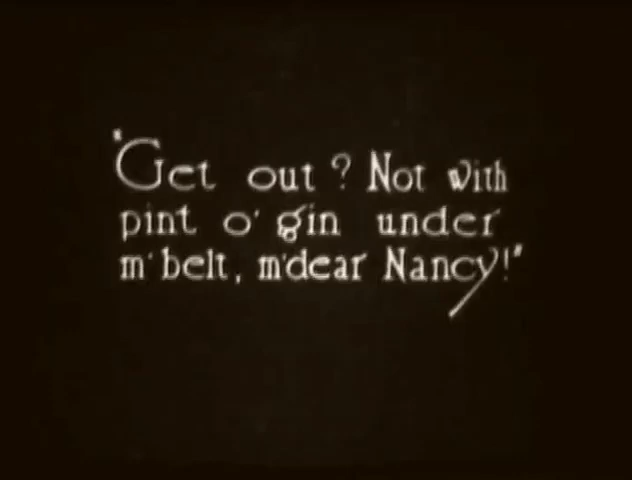 "Get out? Not with
pint o' gin under
m' belt, m'dear Nancy!"